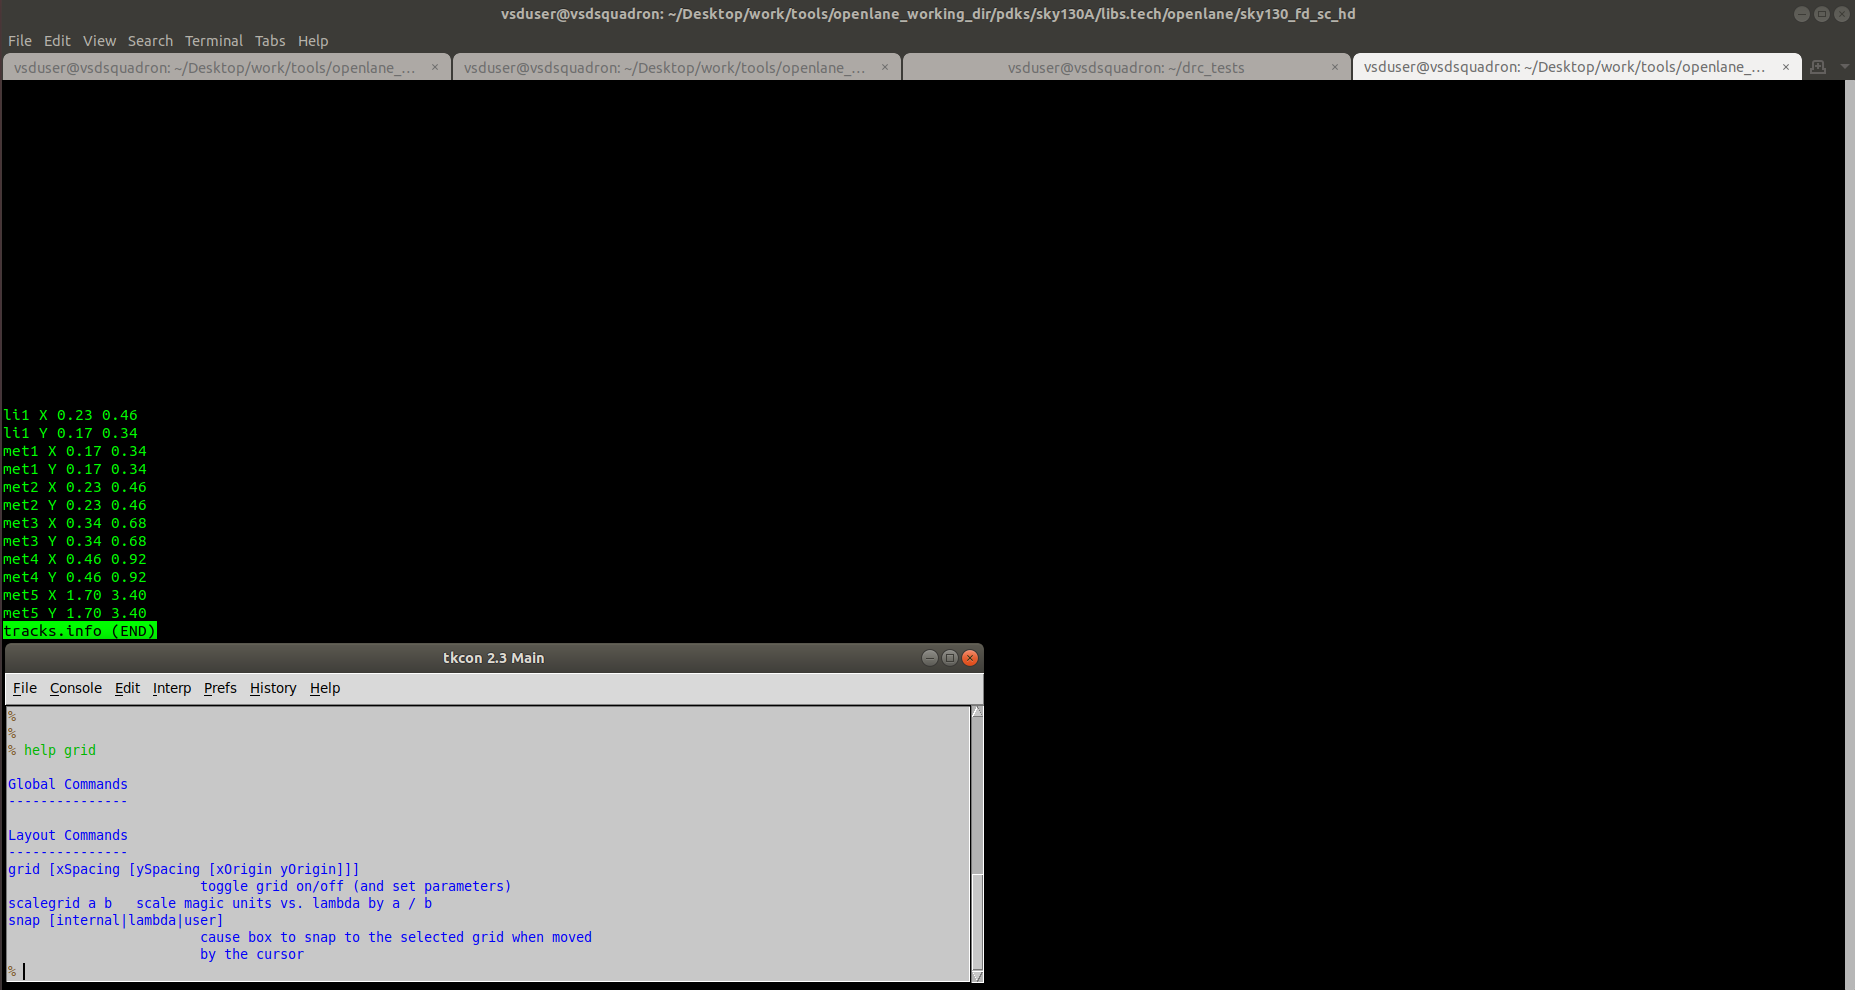 vsduser@vsdsquadron: ~/Desktop/work/tools/openlane_working_dir/pdks/sky130A/libs.tech/openlane/sky130_fd_sc_hd
File Edit View Search Terminal Tabs Help
vsduser@vsdsquadron: ~/Desktop/work/tools/openlane_... × vsduser@vsdsquadron: ~/Desktop/work/tools/openlane_... × vsduser@vsdsquadron: ~/drc_tests × vsduser@vsdsquadron: ~/Desktop/work/tools/openlane_... ×
li1 X 0.23 0.46
li1 Y 0.17 0.34
met1 X 0.17 0.34
met1 Y 0.17 0.34
met2 X 0.23 0.46
met2 Y 0.23 0.46
met3 X 0.34 0.68
met3 Y 0.34 0.68
met4 X 0.46 0.92
met4 Y 0.46 0.92
met5 X 1.70 3.40
met5 Y 1.70 3.40
tracks.info (END)
tkcon 2.3 Main
File Console Edit Interp Prefs History Help
%
%
% help grid
Global Commands
---------------
Layout Commands
---------------
grid [xSpacing [ySpacing [xOrigin yOrigin]]]
toggle grid on/off (and set parameters)
scalegrid a b scale magic units vs. lambda by a / b
snap [internal|lambda|user]
cause box to snap to the selected grid when moved
by the cursor
%